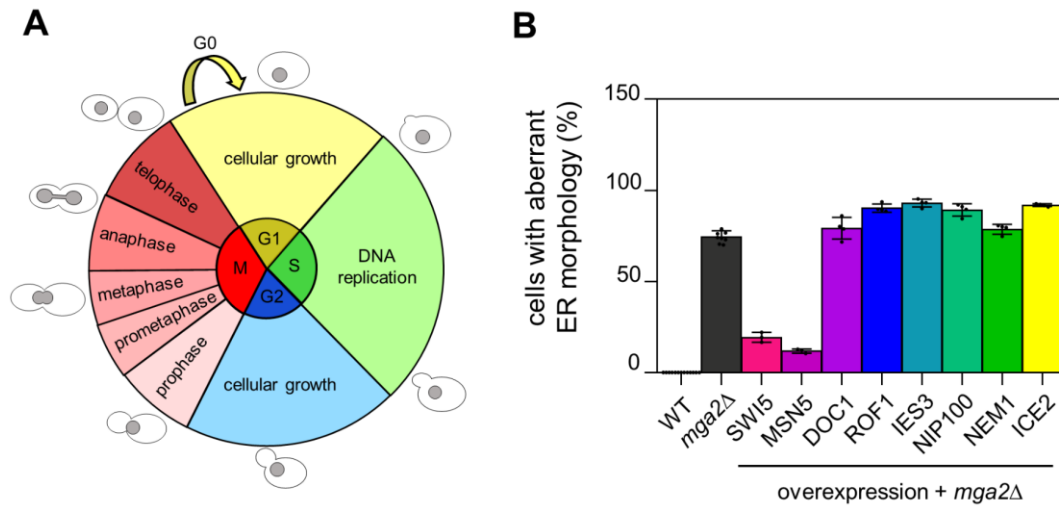 A
G0
cellular growth
DNA
replication
cellular growth
prophase
prometaphase
metaphase
anaphase
telophase
G1
S
G2
M
B
cells with aberrant
ER morphology (%)
150
100
50
0
WT
mga2Δ
SWI5
MSN5
DOC1
ROF1
IES3
NIP100
NEM1
ICE2
overexpression + mga2Δ